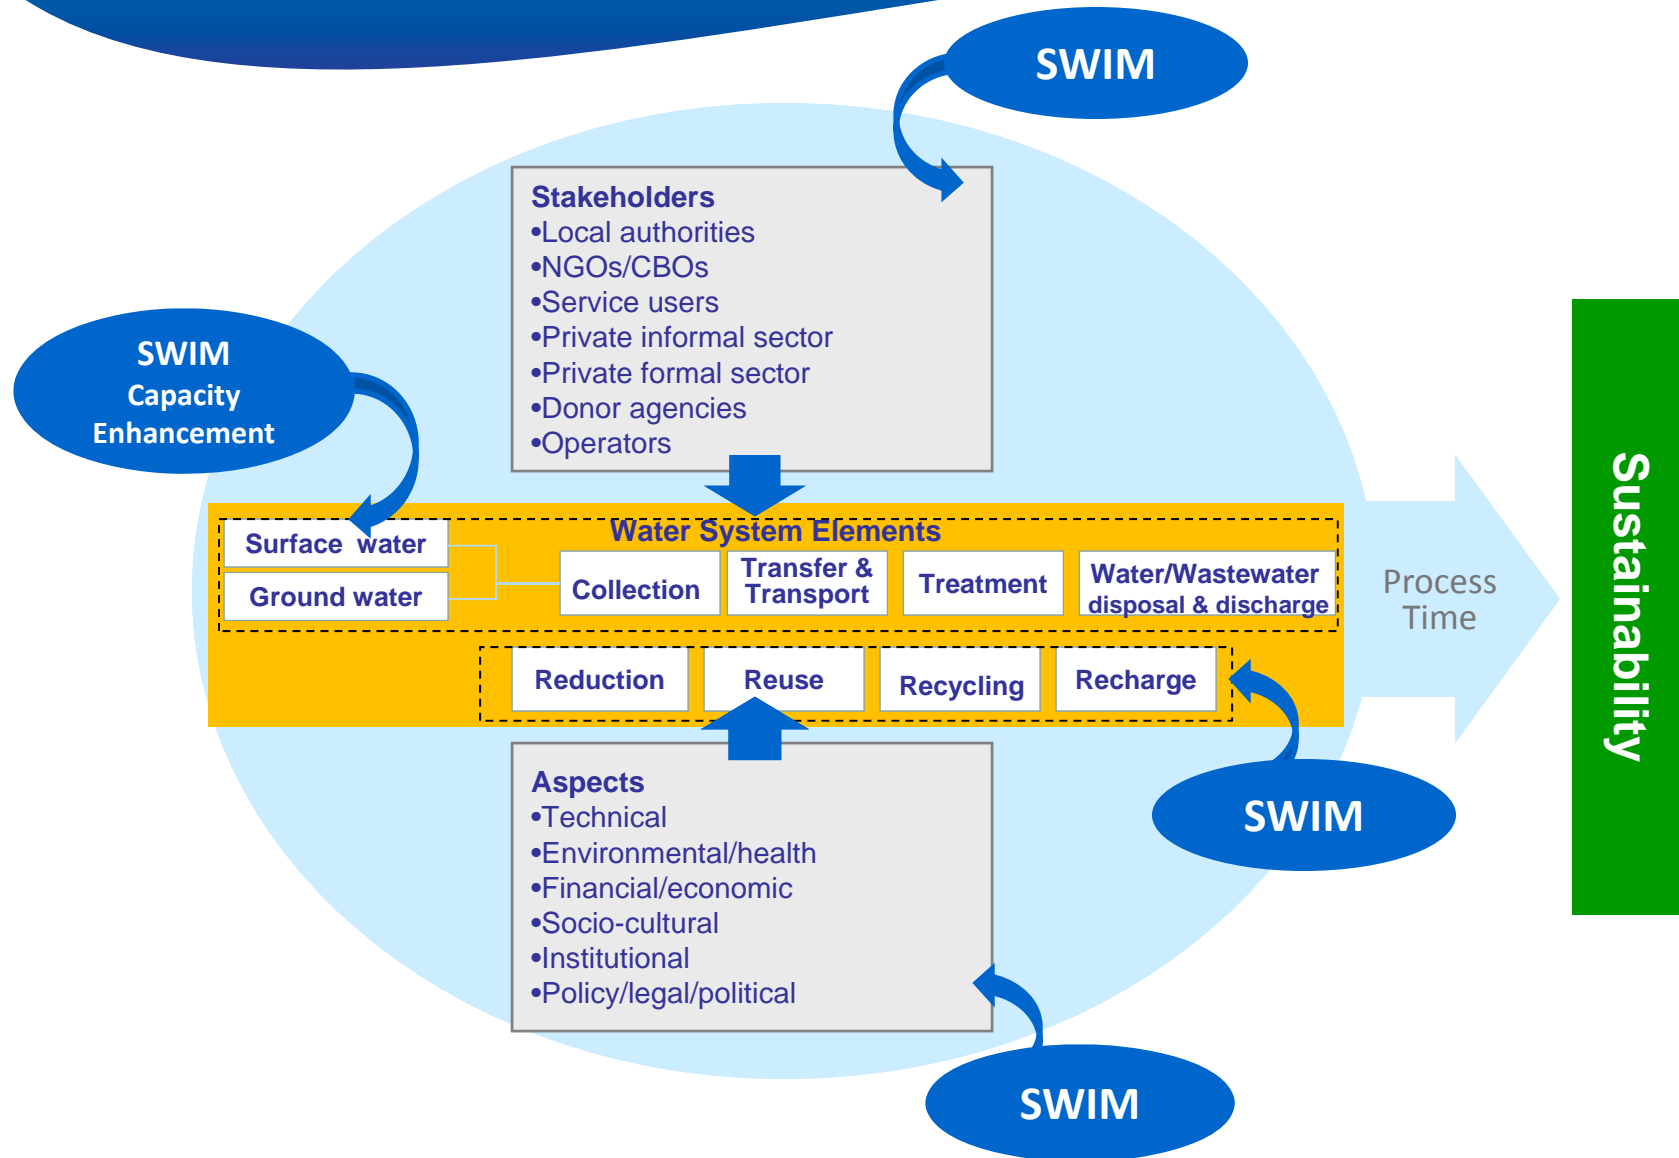 SWIM
Stakeholders
•Local authorities
•NGOs/CBOs
•Service users
•Private informal sector
•Private formal sector
•Donor agencies
•Operators
SWIM
Capacity
Enhancement
Water System Elements
Surface water
Ground water
Collection
Transfer &
Transport
Treatment
Water/Wastewater
disposal & discharge
Reduction
Reuse
Recycling
Recharge
Process
Time
Sustainability
SWIM
Aspects
•Technical
•Environmental/health
•Financial/economic
•Socio-cultural
•Institutional
•Policy/legal/political
SWIM